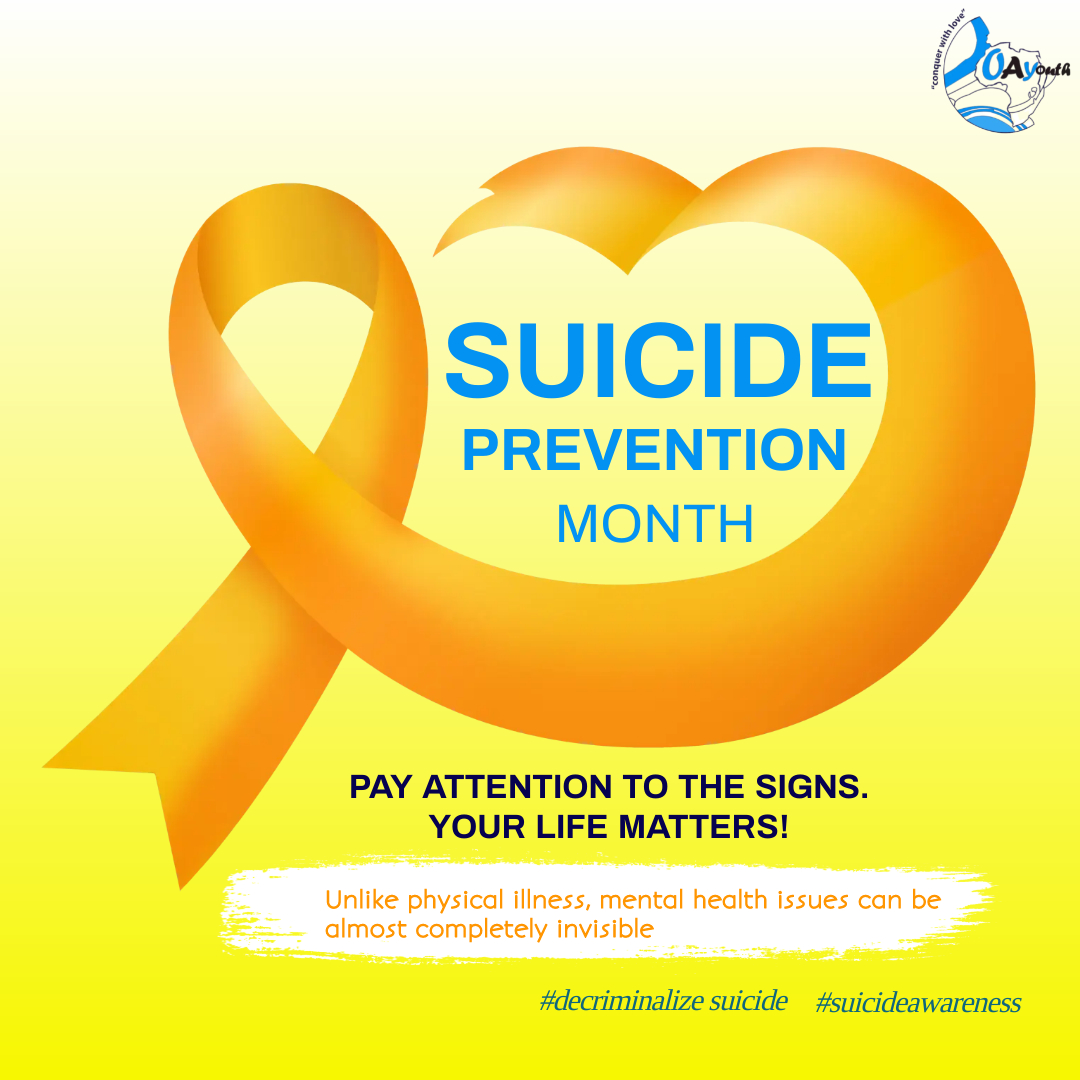 "conquer with love"
OAyouth
SUICIDE
PREVENTION
MONTH
PAY ATTENTION TO THE SIGNS.
YOUR LIFE MATTERS!
Unlike physical illness, mental health issues can be
almost completely invisible
#decriminalize suicide #suicideawareness